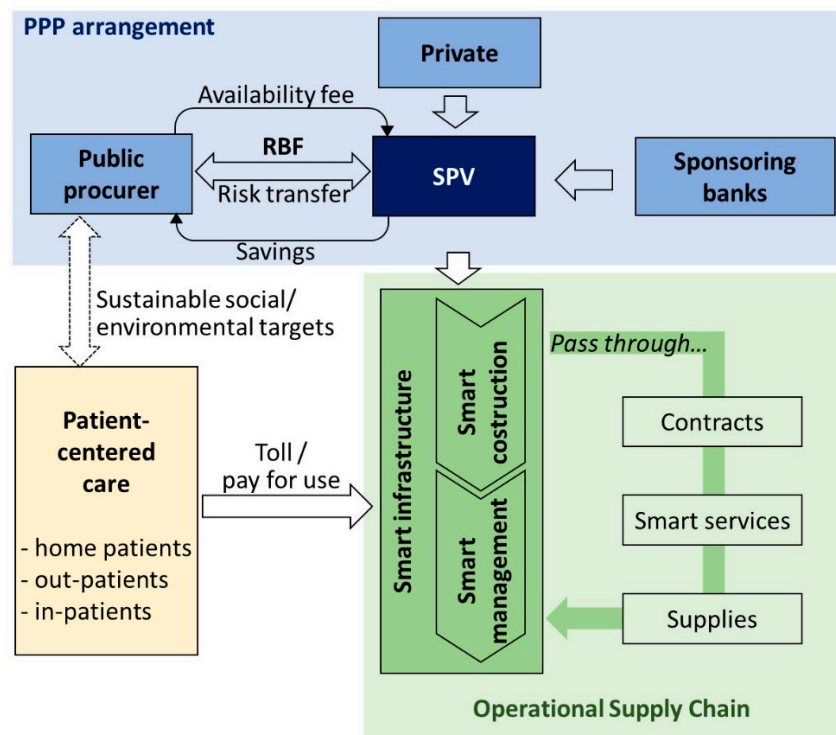 PPP arrangement
Private
Availability fee
Public
procurer
RBF
Risk transfer
SPV
Sponsoring
banks
Savings
Sustainable social/
environmental targets
Patient-
centered
care
- home patients
- out-patients
- in-patients
Toll /
pay for use
Smart infrastructure
Smart
costruction
Smart
management
Pass through...
Contracts
Smart services
Supplies
Operational Supply Chain